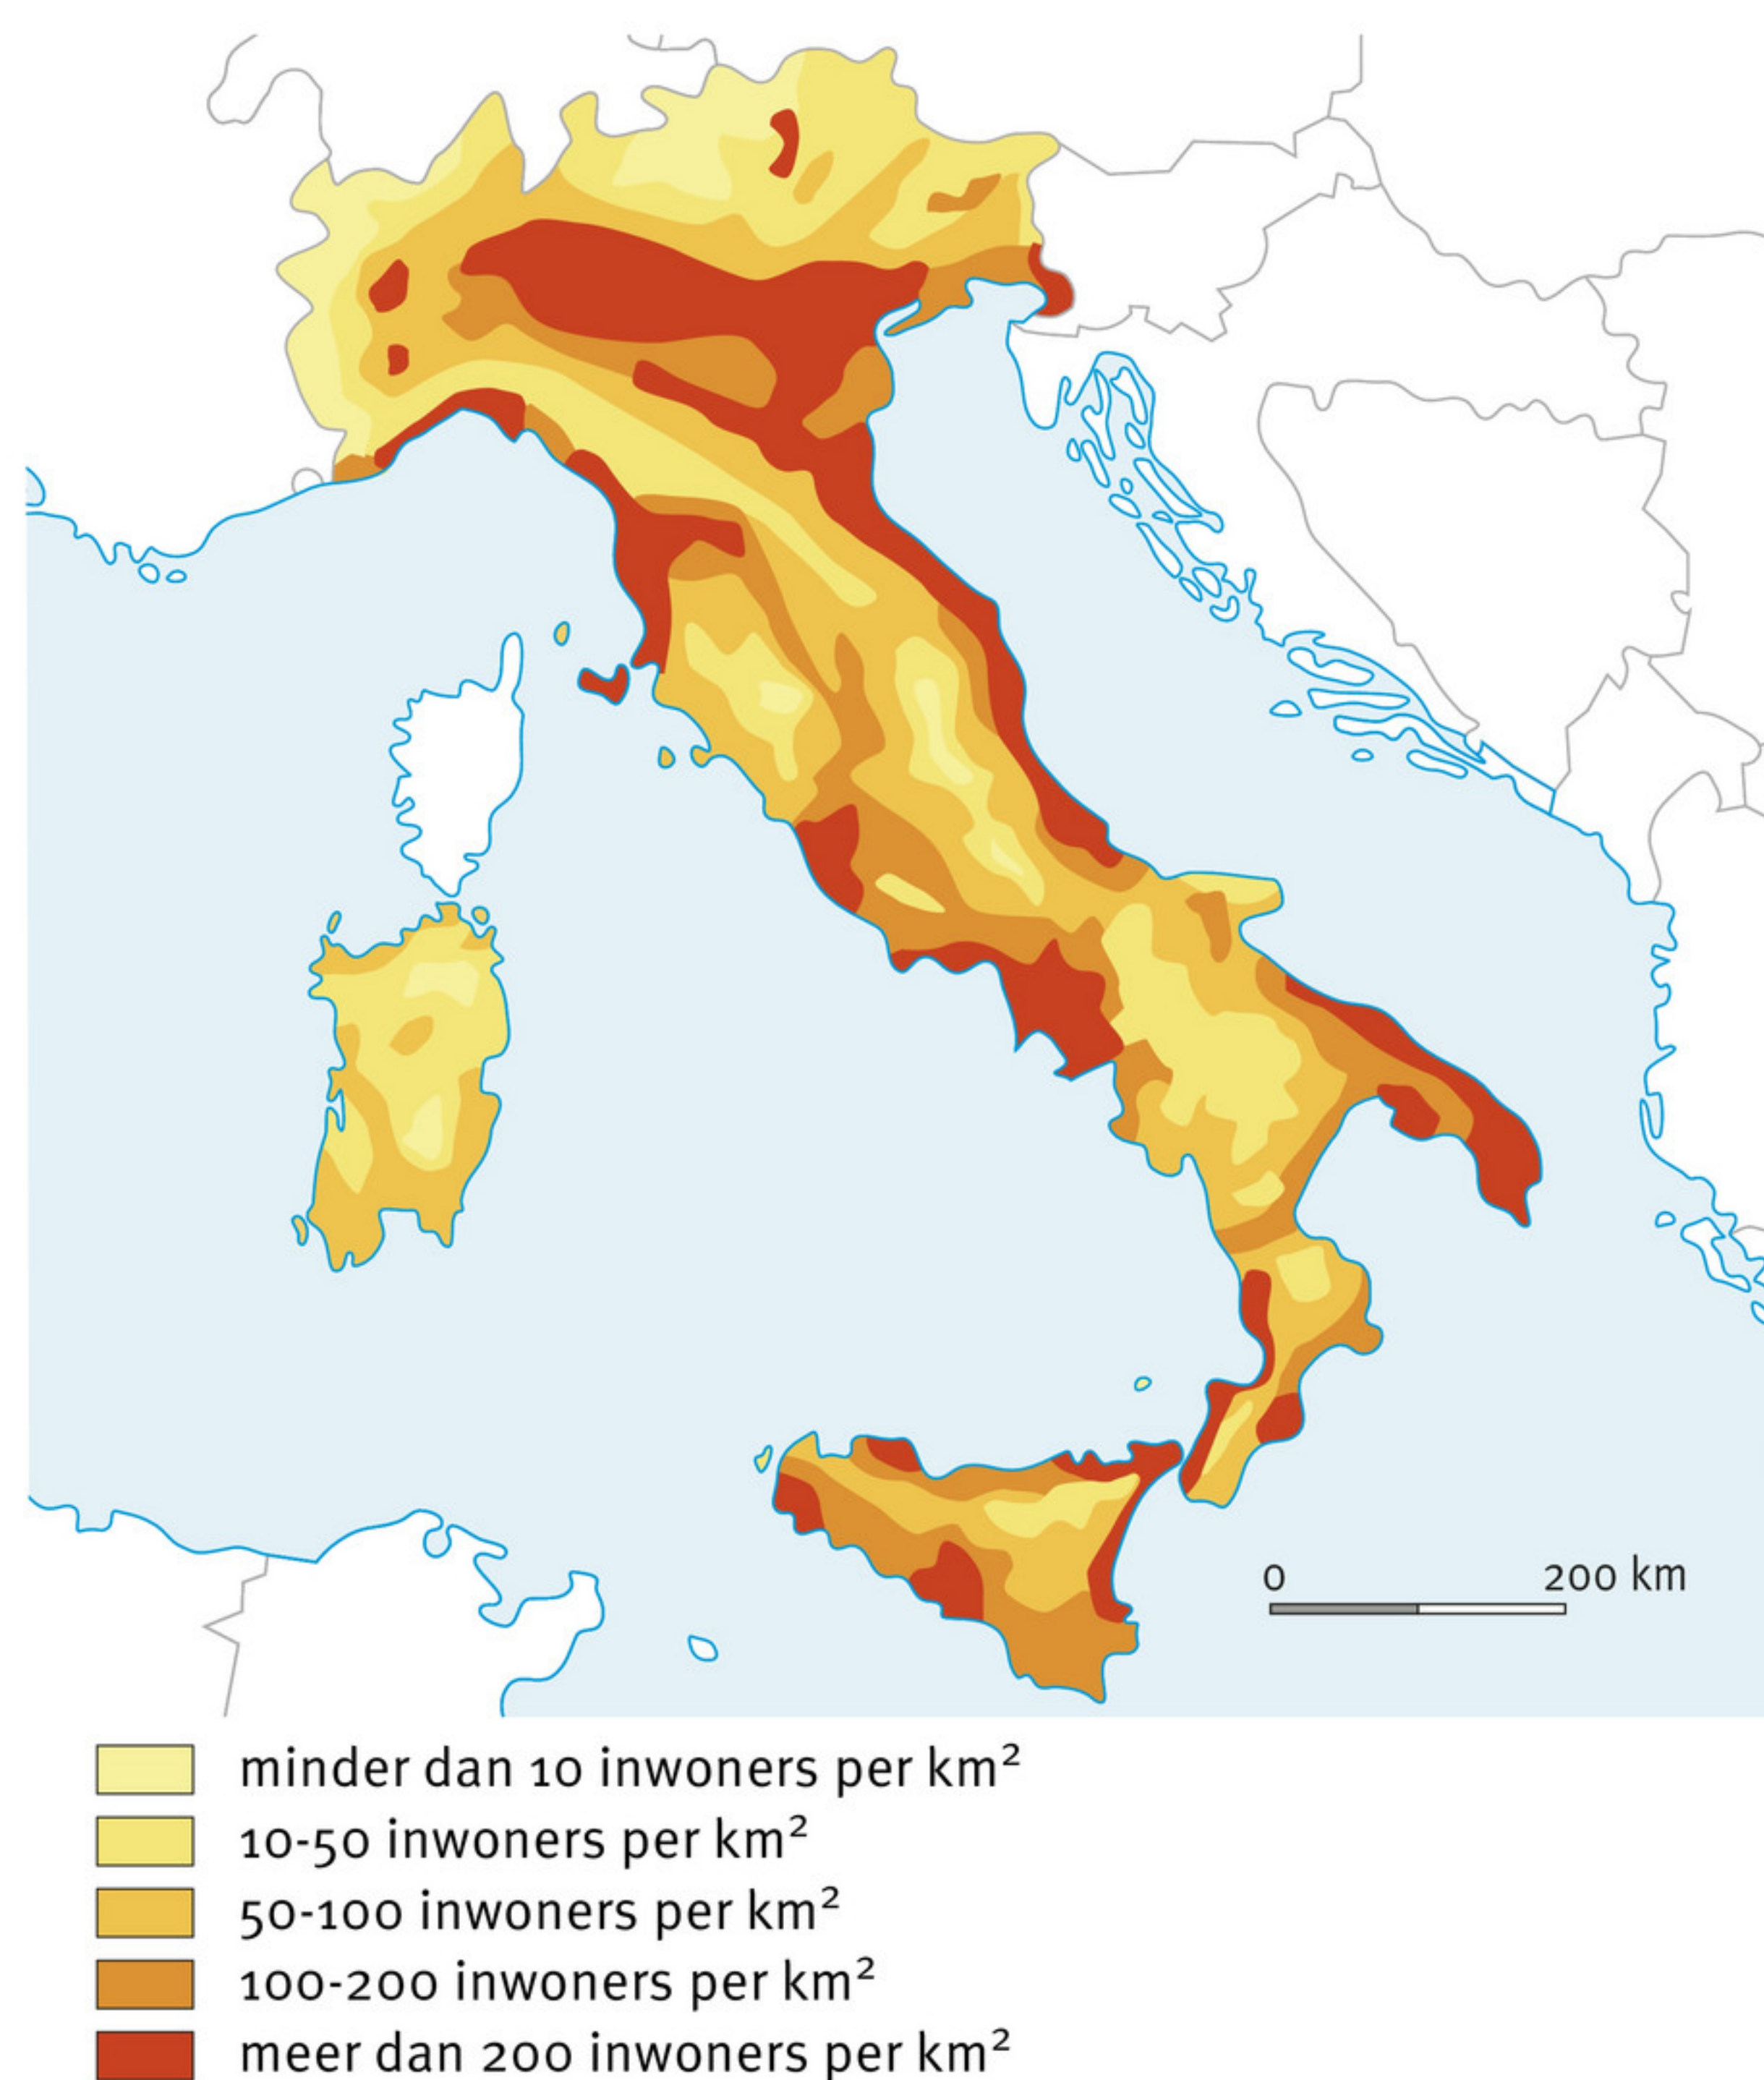 0 200 km
minder dan 10 inwoners per km²
10-50 inwoners per km²
50-100 inwoners per km²
100-200 inwoners per km²
meer dan 200 inwoners per km²